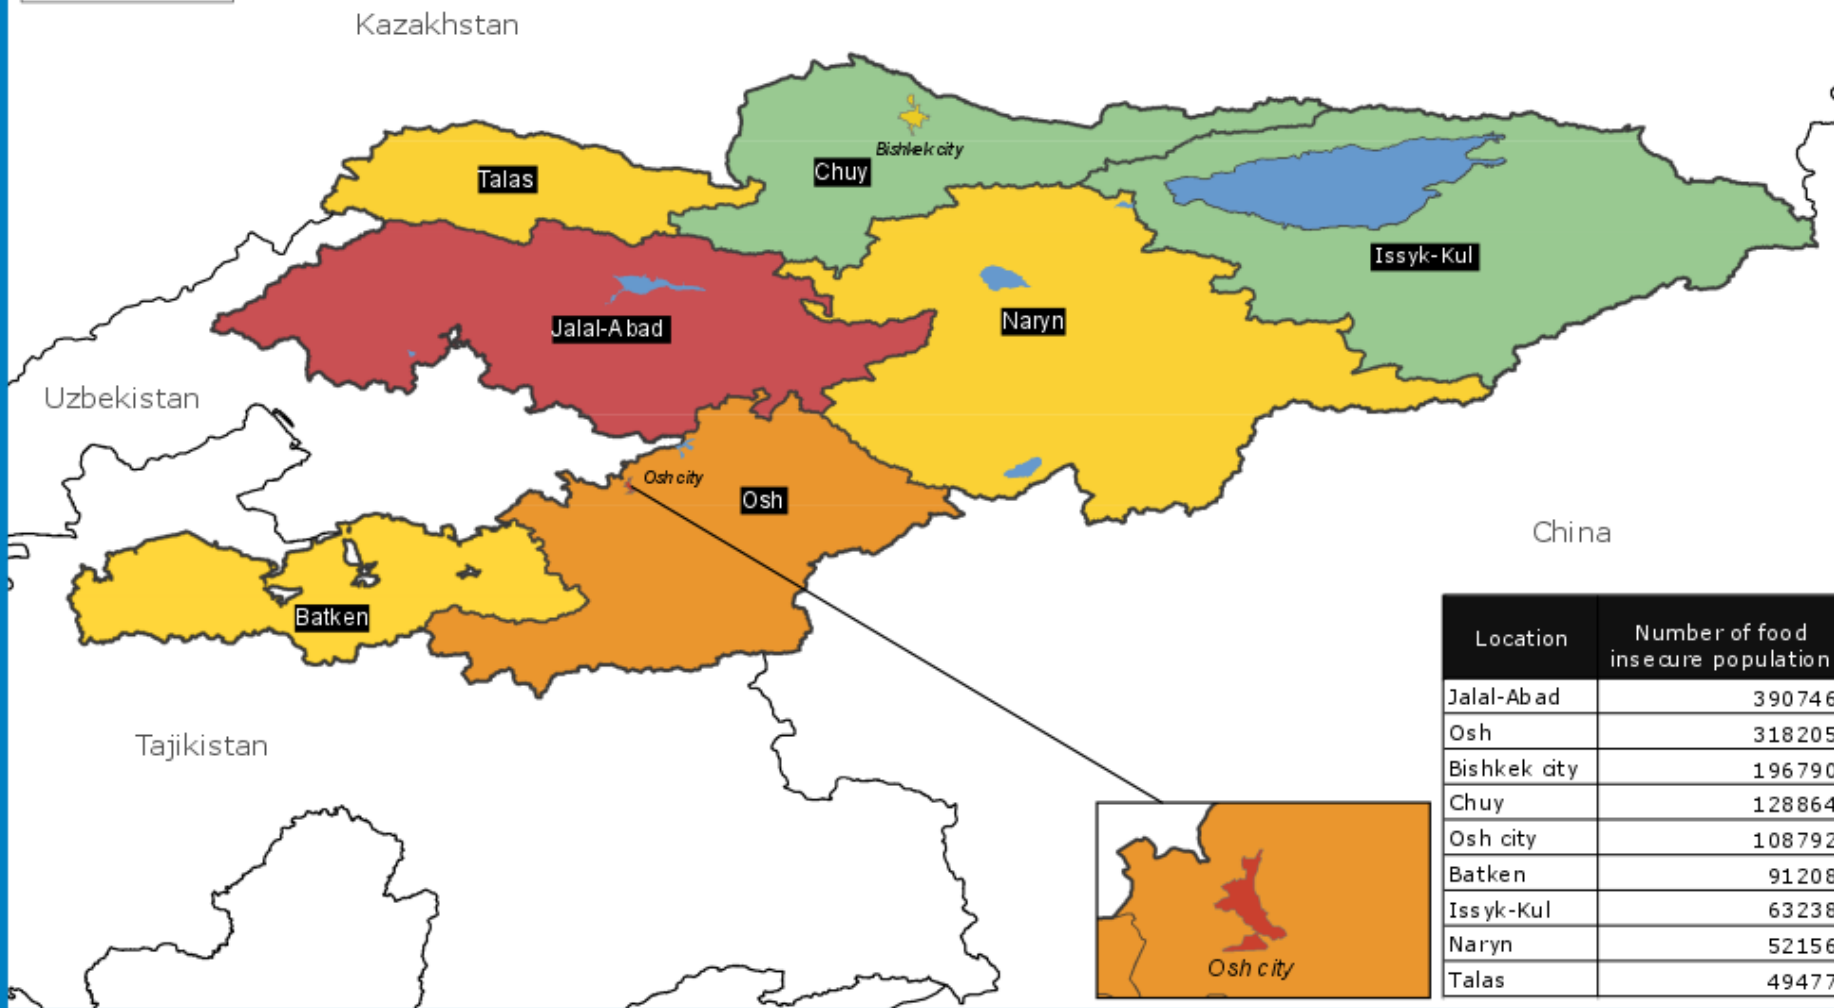 Kazakhstan
Bishkek city
Chuy
Talas
Issyk-Kul
Naryn
Jalal-Abad
Uzbekistan
Osh city
Osh
China
Batken
Tajikistan
Osh city
Location Number of food insecure population
Jalal-Abad 390746
Osh 318205
Bishkek city 196790
Chuy 128864
Osh city 108792
Batken 91208
Issyk-Kul 63238
Naryn 52156
Talas 49477